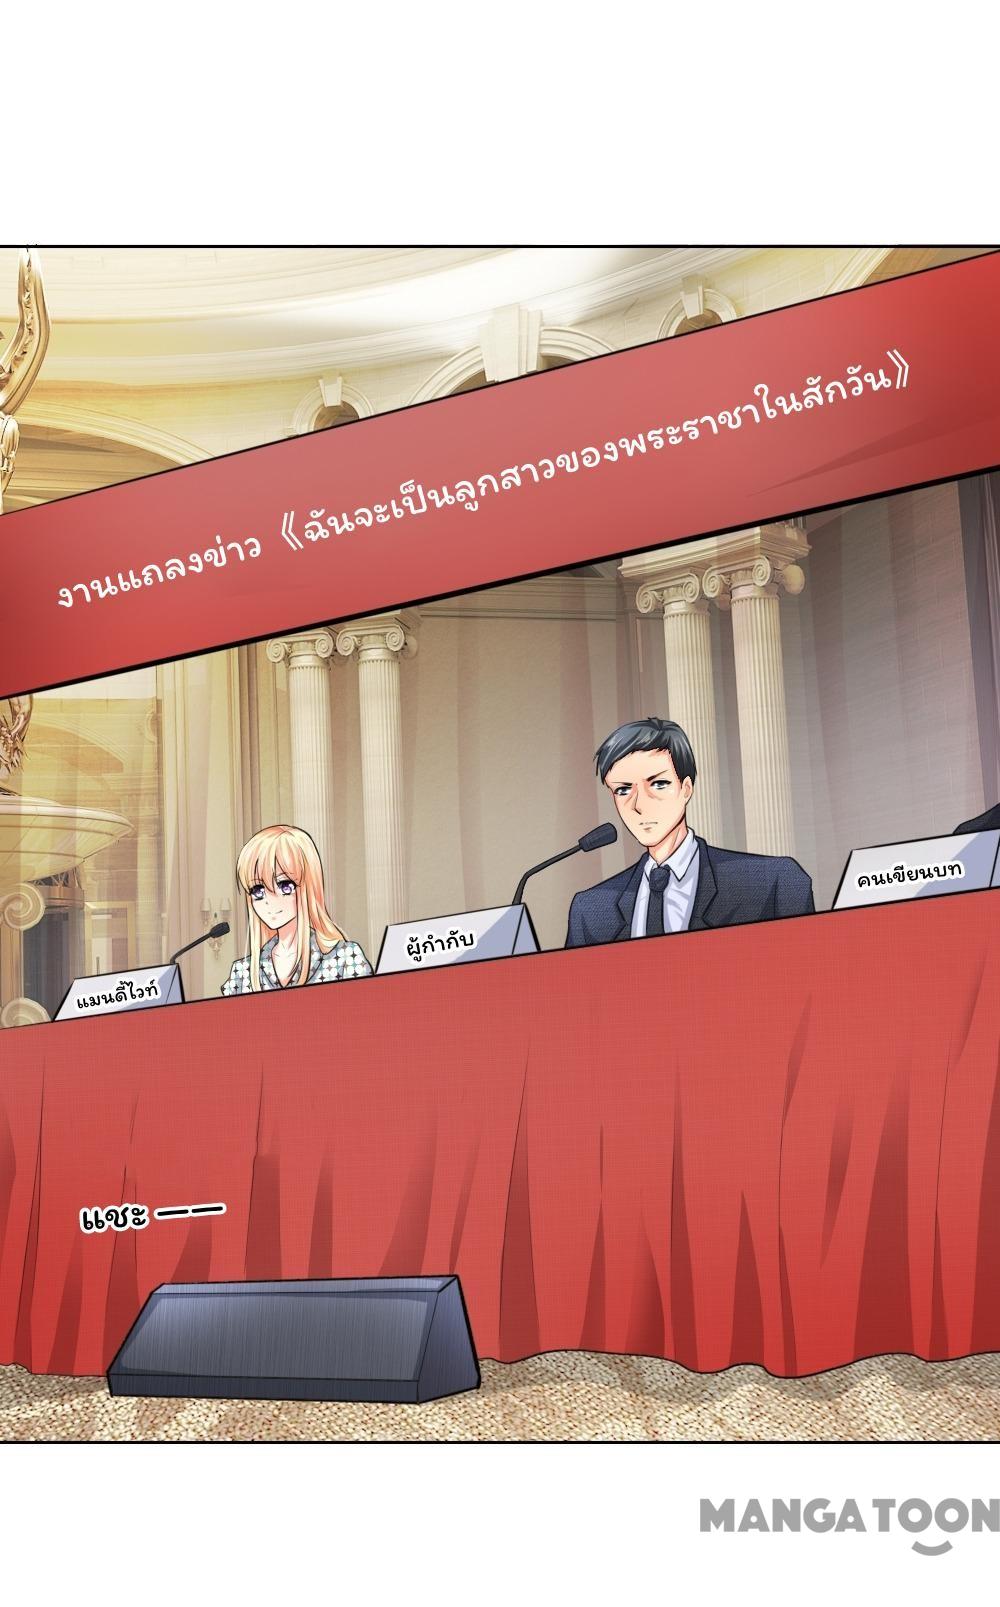 งานแถลงข่าว《ฉันจะเป็นลูกสาวของพระราชาในสักวัน》
คนเขียนบท
ผู้กำกับ
แมนดี้ไวท์
แชะ ——
MANGATOON